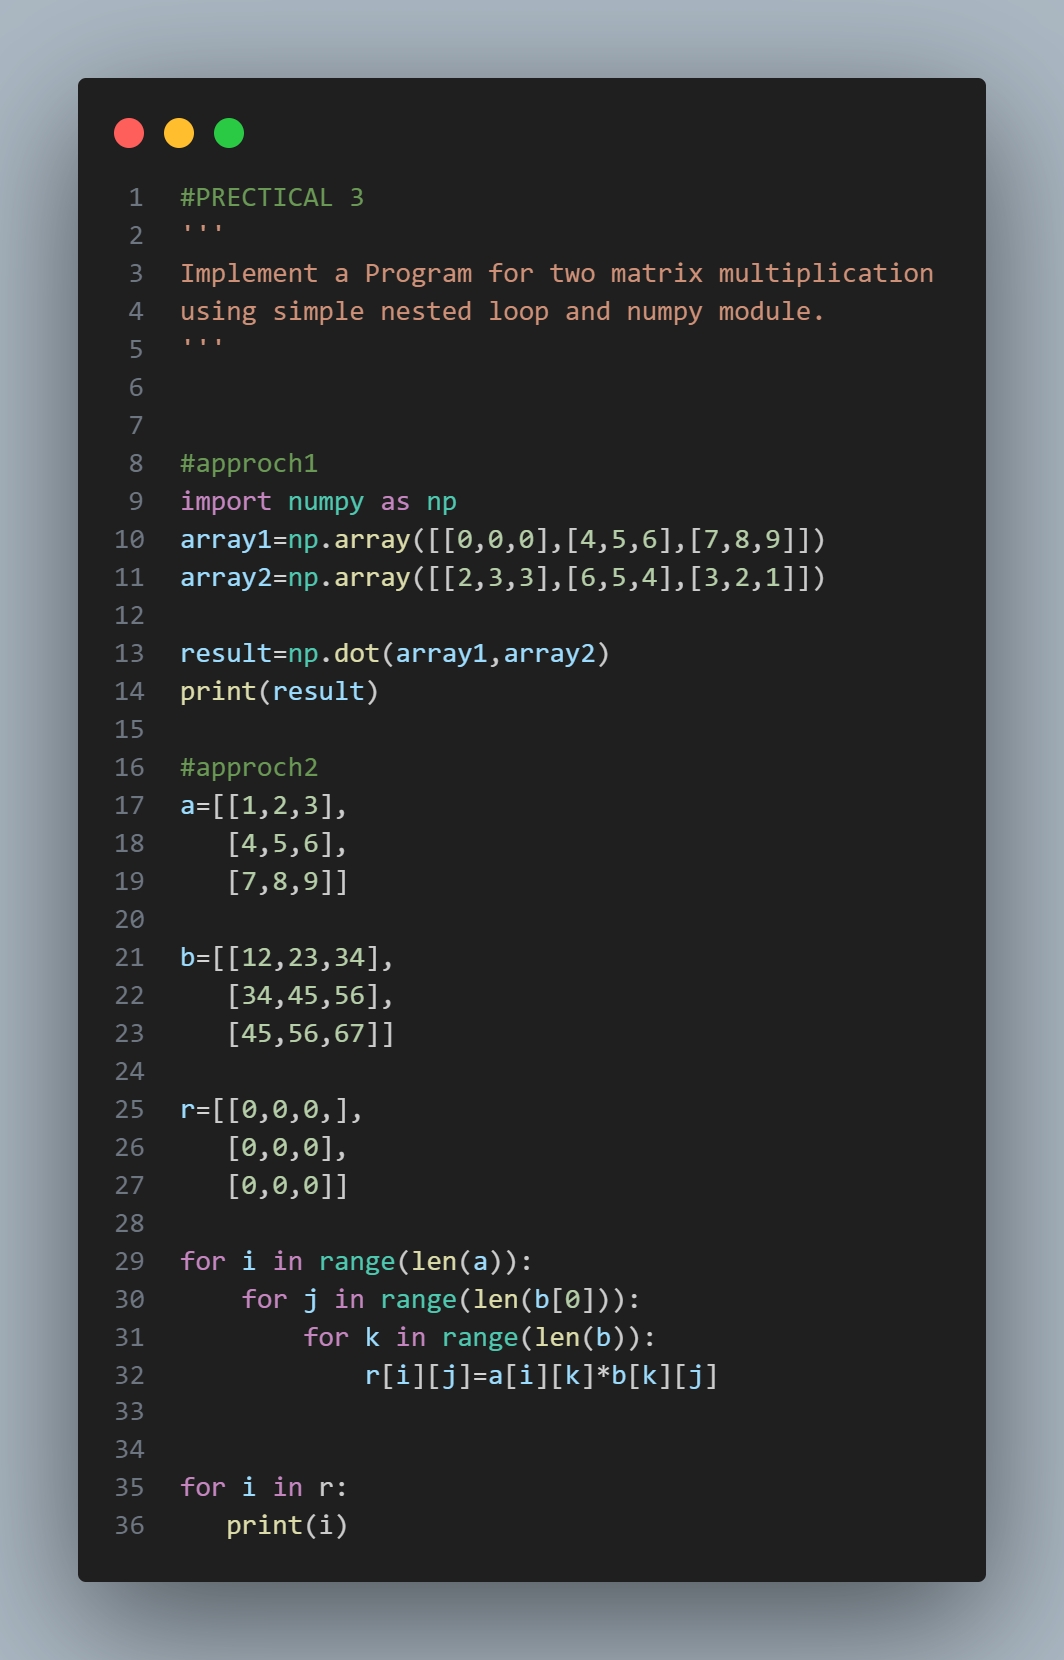 1 #PRECTICAL 3
2 '''
3 Implement a Program for two matrix multiplication
4 using simple nested loop and numpy module.
5 '''
6
7
8 #approch1
9 import numpy as np
10 array1=np.array([[0,0,0],[4,5,6],[7,8,9]])
11 array2=np.array([[2,3,3],[6,5,4],[3,2,1]])
12
13 result=np.dot(array1,array2)
14 print(result)
15
16 #approch2
17 a=[[1,2,3],
18    [4,5,6],
19    [7,8,9]]
20
21 b=[[12,23,34],
22    [34,45,56],
23    [45,56,67]]
24
25 r=[[0,0,0,],
26    [0,0,0],
27    [0,0,0]]
28
29 for i in range(len(a)):
30     for j in range(len(b[0])):
31         for k in range(len(b)):
32             r[i][j]=a[i][k]*b[k][j]
33
34
35 for i in r:
36    print(i)